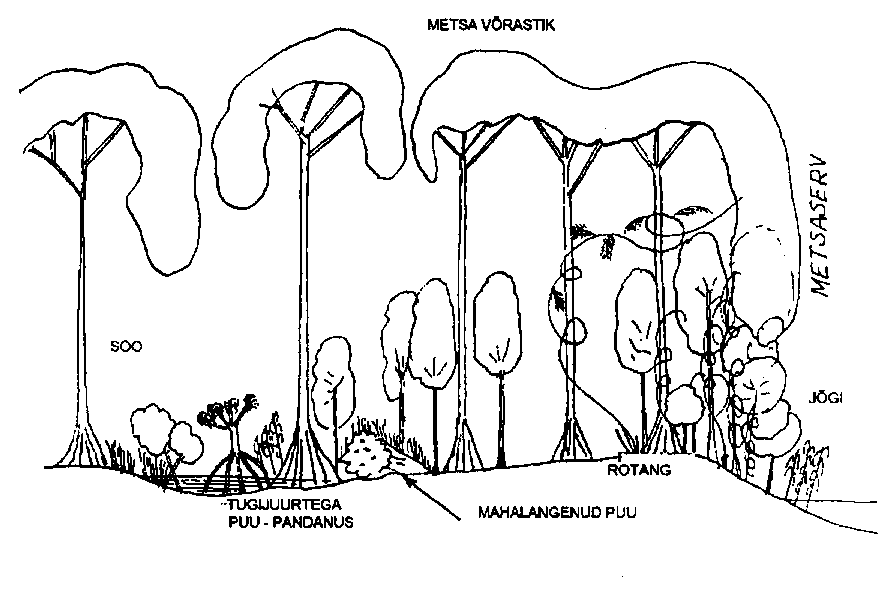 METSA VÕRASTIK
METSASERV
SOO
JÕGI
ROTANG
TUGIJUURTEGA
PUU - PANDANUS
MAHALANGENUD PUU